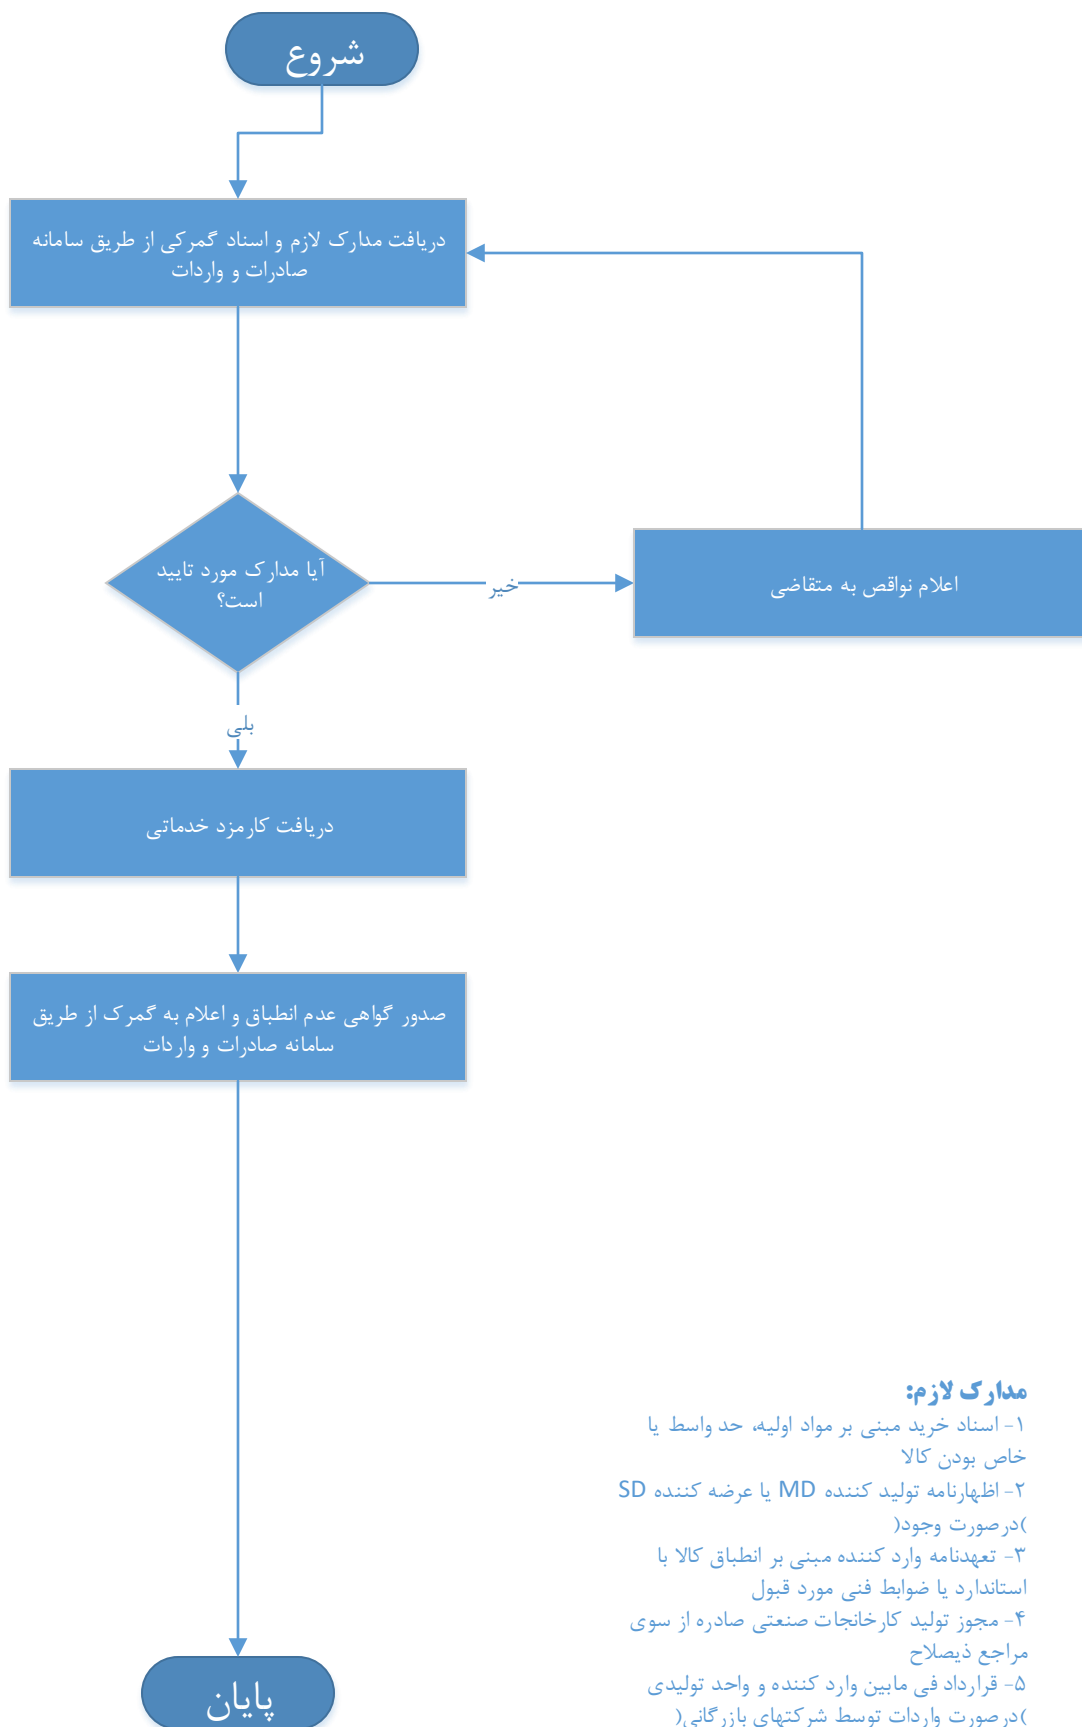 شروع
دریافت مدارک لازم و اسناد گمرکی از طریق سامانه
صادرات و واردات
آیا مدارک مورد تایید
است؟
خیر
اعلام نواقص به متقاضی
بلی
دریافت کارمزد خدماتی
صدور گواهی عدم انطباق و اعلام به گمرک از طریق
سامانه صادرات و واردات
مدارک لازم:
۱- اسناد خرید مبنی بر مواد اولیه، حد واسط یا
خاص بودن کالا
۲- اظهارنامه تولید کننده MD یا عرضه کننده SD
)درصورت وجود(
۳- تعهدنامه وارد کننده مبنی بر انطباق کالا با
استاندارد یا ضوابط فنی مورد قبول
۴- مجوز تولید کارخانجات صنعتی صادره از سوی
مراجع ذیصلاح
۵- قرارداد فی مابین وارد کننده و واحد تولیدی
)درصورت واردات توسط شرکتهای بازرگانی(
پایان